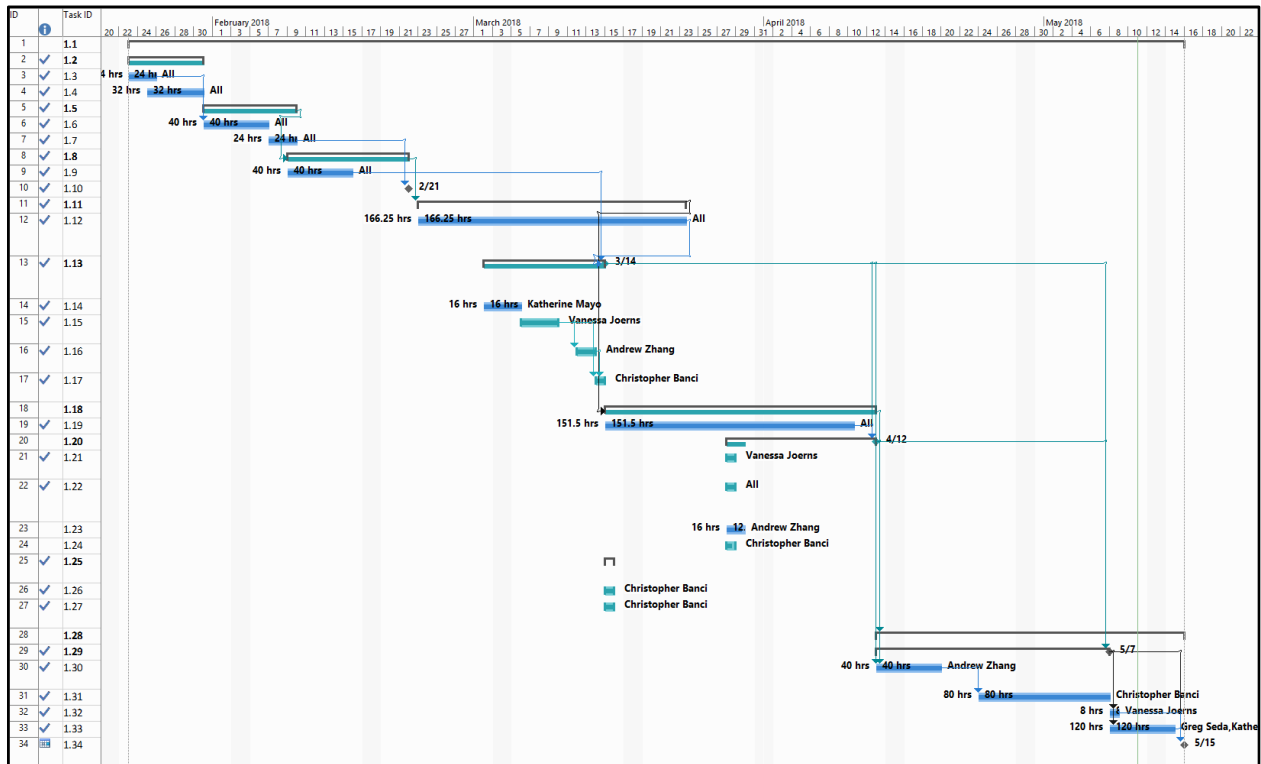 ID Task ID February 2018 March 2018 April 2018 May 2018
20 22 24 26 28 30 1 3 5 7 9 11 13 15 17 19 21 23 25 27 1 3 5 7 9 11 13 15 17 19 21 23 25 27 29 31 2 4 6 8 10 12 14 16 18 20 22 24 26 28 30 2 4 6 8 10 12 14 16 18 20 22
1 1.1
2 1.2
3 1.3 4 hrs 24 h All
4 1.4 32 hrs 32 hrs All
5 1.5
6 1.6 40 hrs 40 hrs All
7 1.7 24 hrs 24 h All
8 1.8
9 1.9 40 hrs 40 hrs All
10 1.10 2/21
11 1.11
12 1.12 166.25 hrs 166.25 hrs All
13 1.13 3/14
14 1.14 16 hrs 16 hrs Katherine Mayo
15 1.15 Vanessa Joerns
16 1.16 Andrew Zhang
17 1.17 Christopher Banci
18 1.18
19 1.19 151.5 hrs 151.5 hrs All
20 1.20 4/12
21 1.21 Vanessa Joerns
22 1.22 All
23 1.23 16 hrs 12. Andrew Zhang
24 1.24 Christopher Banci
25 1.25
26 1.26 Christopher Banci
27 1.27 Christopher Banci
28 1.28
29 1.29 5/7
30 1.30 40 hrs 40 hrs Andrew Zhang
31 1.31 80 hrs 80 hrs Christopher Banci
32 1.32 8 hrs Vanessa Joerns
33 1.33 120 hrs 120 hrs Greg Seda,Kathe
34 1.34 5/15